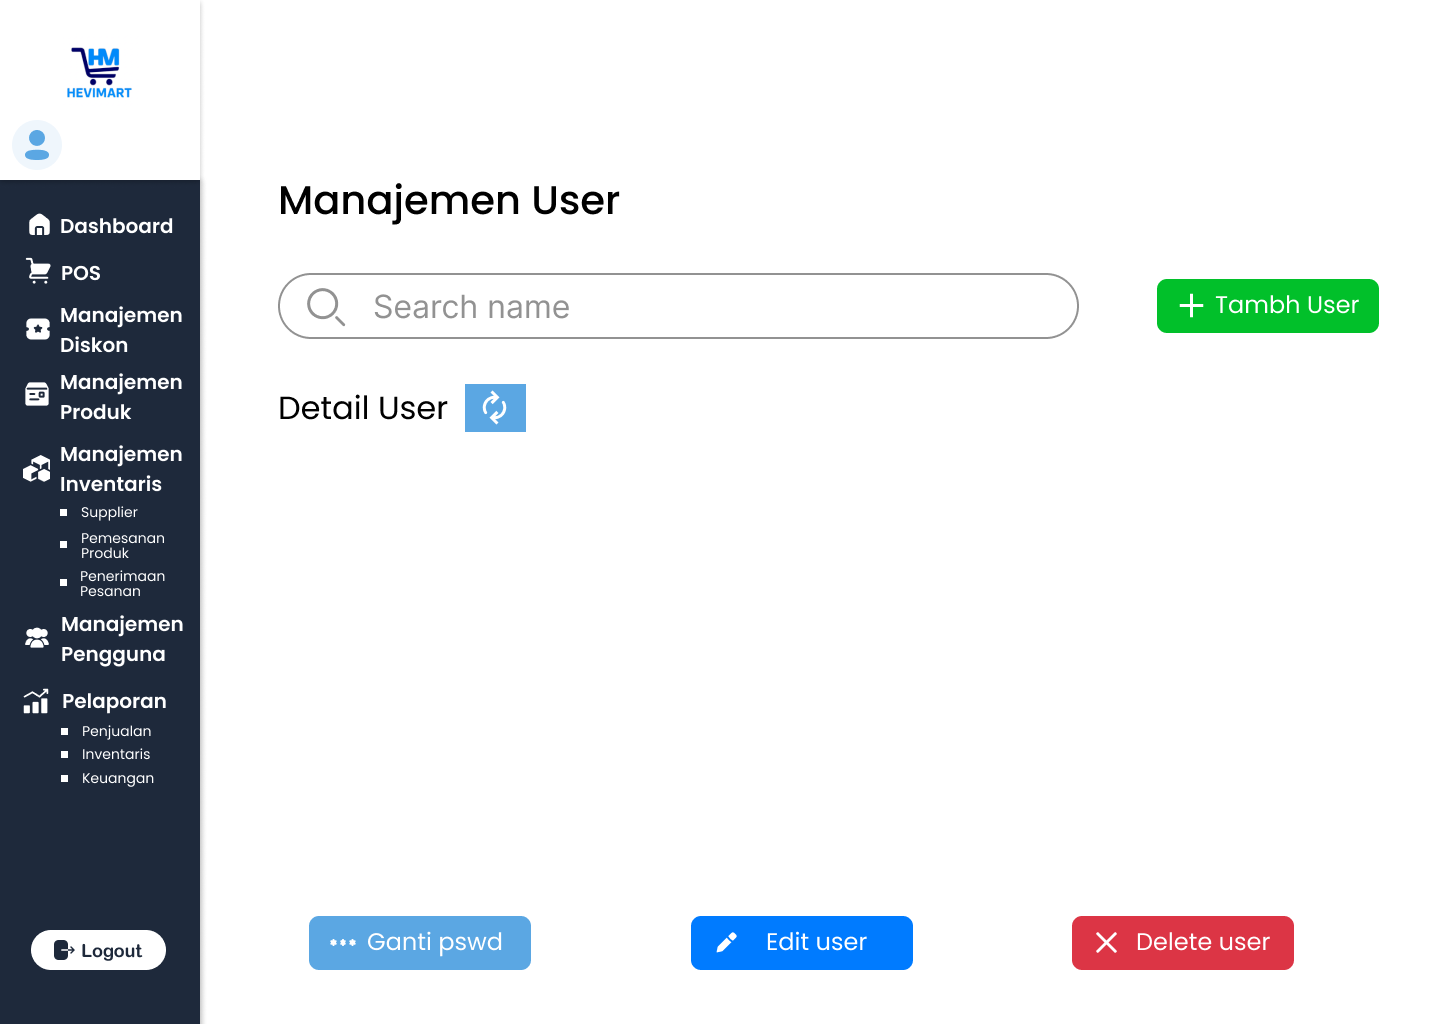 HM
HEVIMART
Dashboard
POS
Manajemen
Diskon
Manajemen
Produk
Manajemen
Inventaris
Supplier
Pemesanan
Produk
Penerimaan
Pesanan
Manajemen
Pengguna
Pelaporan
Penjualan
Inventaris
Keuangan
Logout
Manajemen User
Search name
Tambh User
Detail User
Ganti pswd
Edit user
Delete user